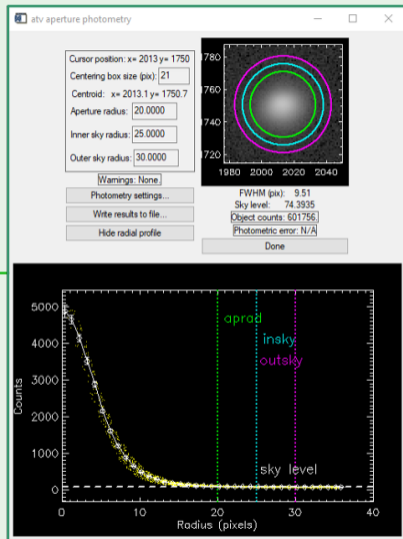 atv aperture photometry
Cursor position: x= 2013 y= 1750
Centering box size (pix): 21
Centroid: x= 2013.1 y= 1750.7
Aperture radius: 20.0000
Inner sky radius: 25.0000
Outer sky radius: 30.0000
Warnings: None.
Photometry settings...
Write results to file...
Hide radial profile
1780
1760
1740
1720
1980 2000 2020 2040
FWHM (pix): 9.51
Sky level: 74.3935
Object counts: 601756.
Photometric error: N/A
Done
5000
4000
3000
2000
1000
0
Counts
aprad
insky
outsky
sky level
0 10 20 30 40
Radius (pixels)